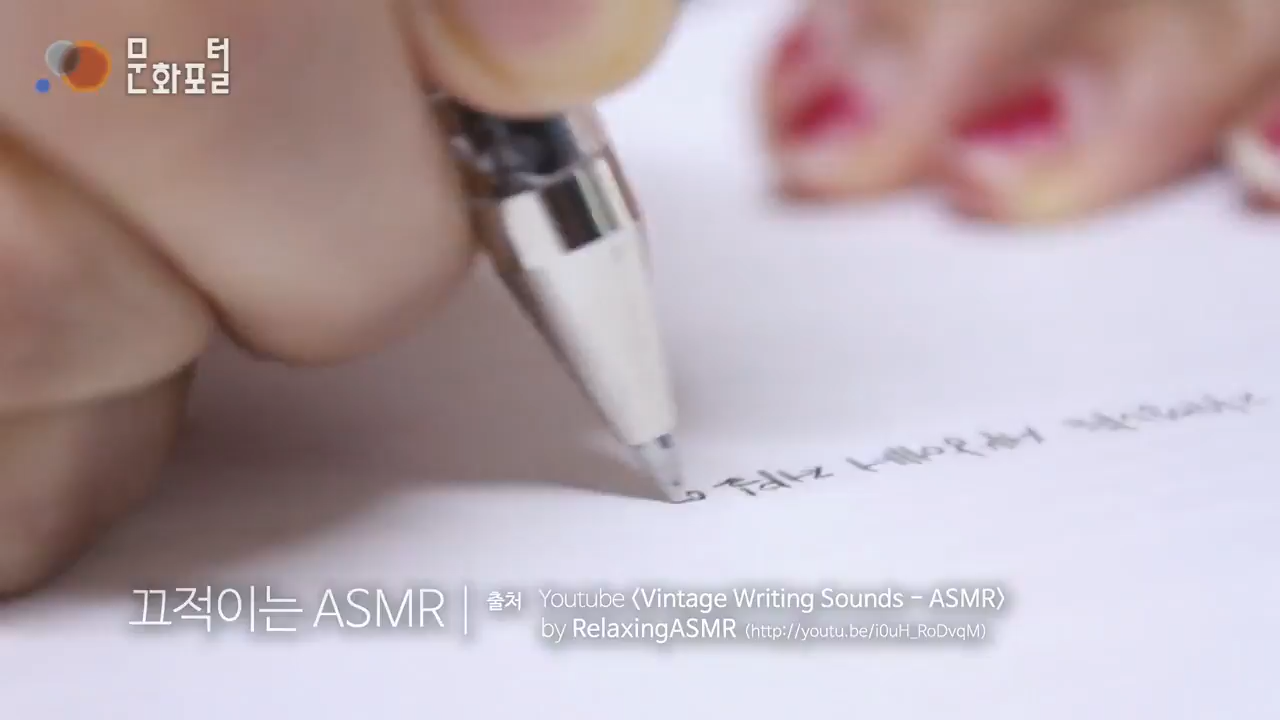 문화포털
끄적이는 ASMR
출처 Youtube 〈Vintage Writing Sounds - ASMR〉
by RelaxingASMR (http://youtu.be/i0uH_RoDvqM)